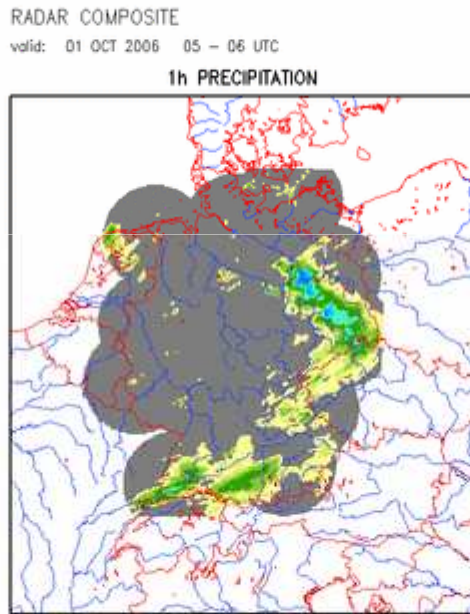 RADAR COMPOSITE
valid: 01 OCT 2006 05 – 06 UTC
1h PRECIPITATION